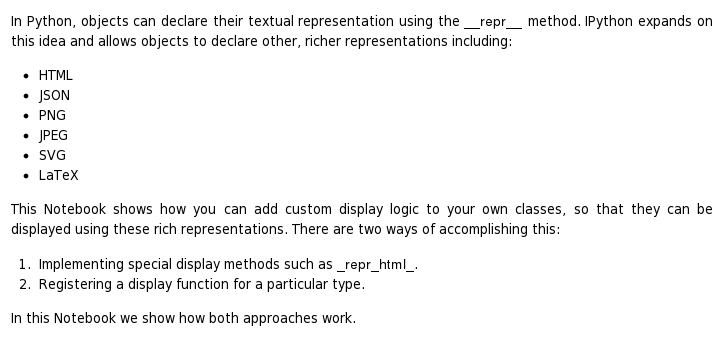 In Python, objects can declare their textual representation using the __repr__ method. IPython expands on
this idea and allows objects to declare other, richer representations including:
• HTML
• JSON
• PNG
• JPEG
• SVG
• LaTeX
This Notebook shows how you can add custom display logic to your own classes, so that they can be
displayed using these rich representations. There are two ways of accomplishing this:
1. Implementing special display methods such as _repr_html_.
2. Registering a display function for a particular type.
In this Notebook we show how both approaches work.